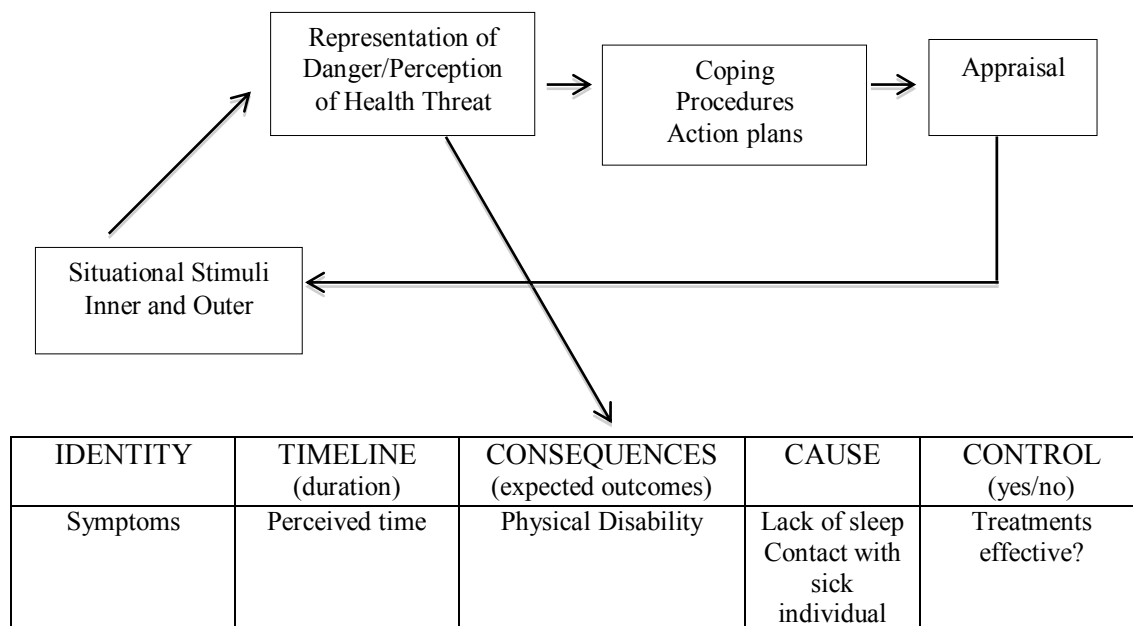 Representation of
Danger/Perception
of Health Threat
Coping
Procedures
Action plans
Appraisal
Situational Stimuli
Inner and Outer
IDENTITY
TIMELINE
(duration)
CONSEQUENCES
(expected outcomes)
CAUSE
CONTROL
(yes/no)
Symptoms
Perceived time
Physical Disability
Lack of sleep
Contact with
sick
individual
Treatments
effective?